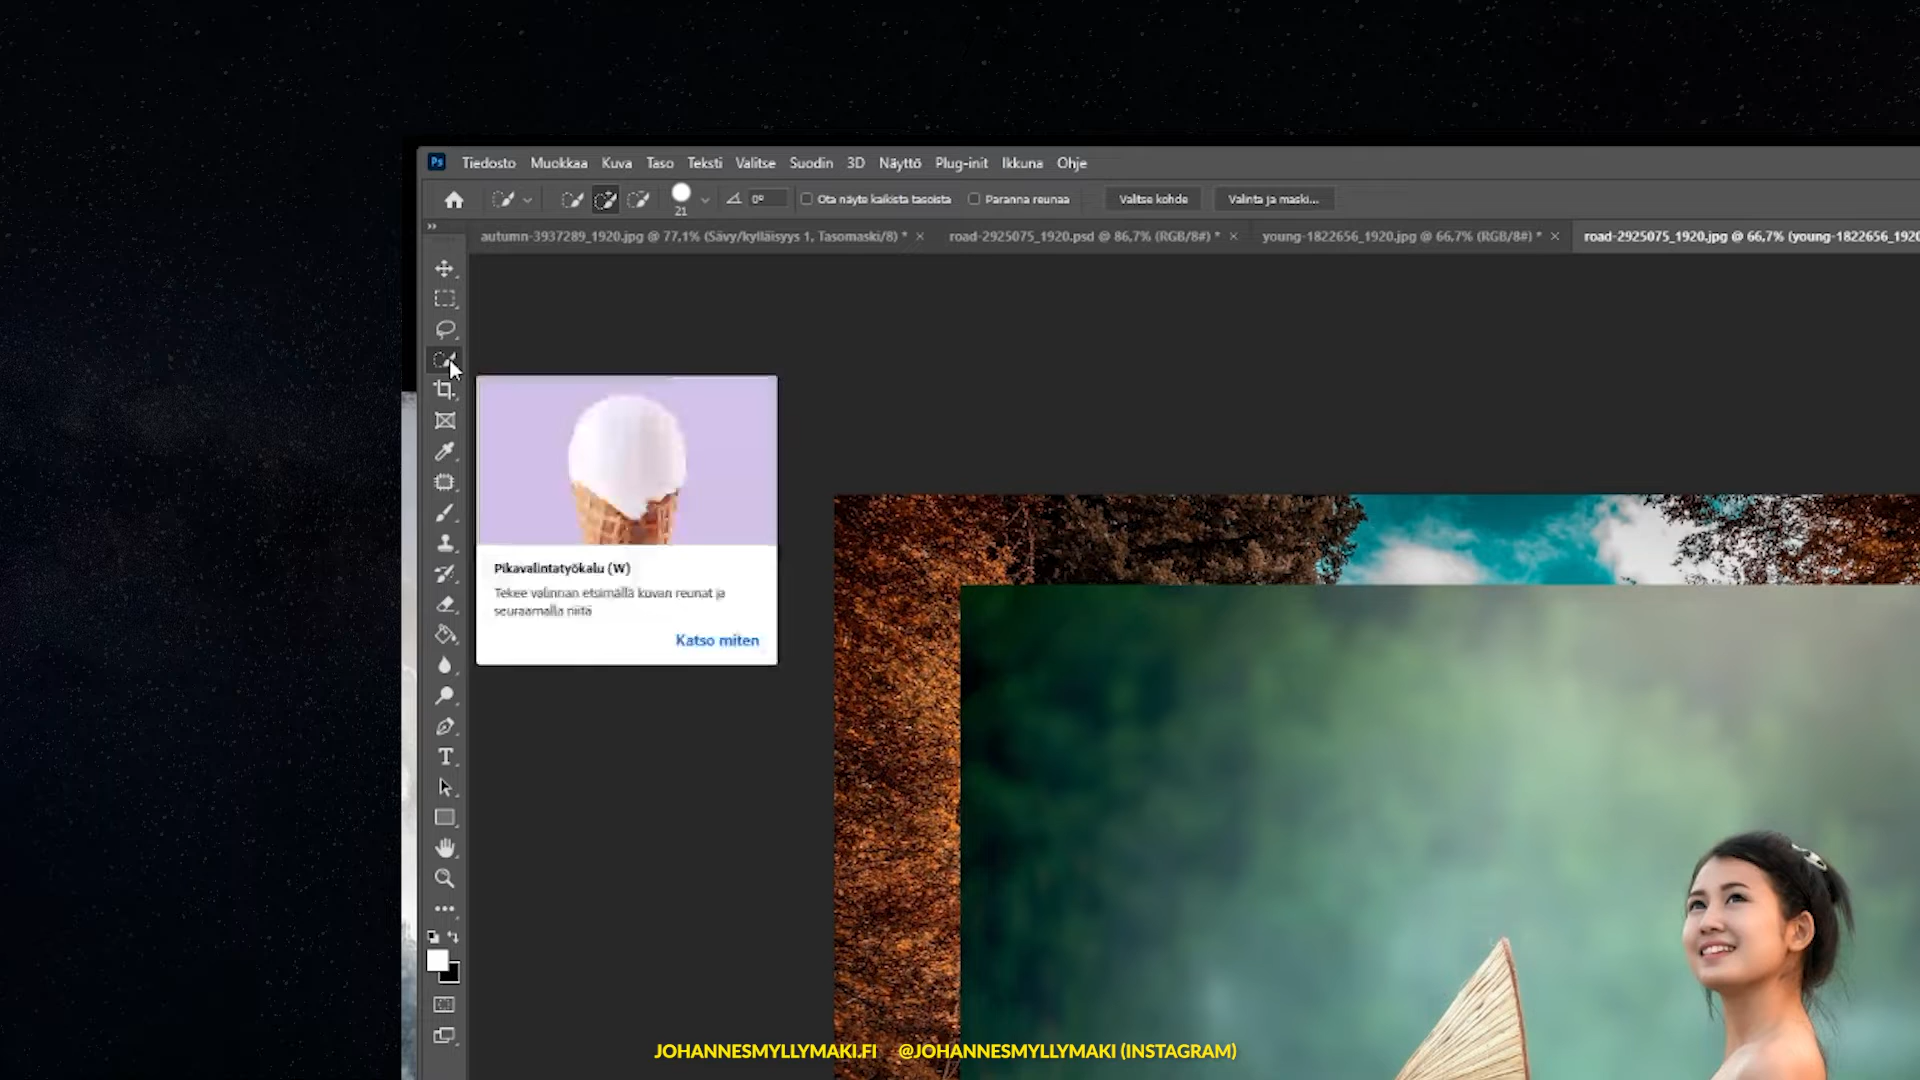 Ps Tiedosto Muokkaa Kuva Taso Teksti Valitse Suodin 3D Näyttö Plug-init Ikkuna Ohje
21 0° Ota näyte kaikista tasoista Paranna reunaa Valitse kohde Valinta ja maski...
autumn-3937289_1920.jpg @ 77,1% (Sävy/kylläisyys 1, Tasomaski/8) * × road-2925075_1920.psd @ 86,7% (RGB/8#) * × young-1822656_1920.jpg @ 66,7% (RGB/8#) * × road-2925075_1920.jpg @ 66,7% (young-1822656_1920
Pikavalintatyökalu (W)
Tekee valinnan etsimällä kuvan reunat ja
seuraamalla niitä
Katso miten
JOHANNESMYLLYMAKI.FI @JOHANNESMYLLYMAKI (INSTAGRAM)